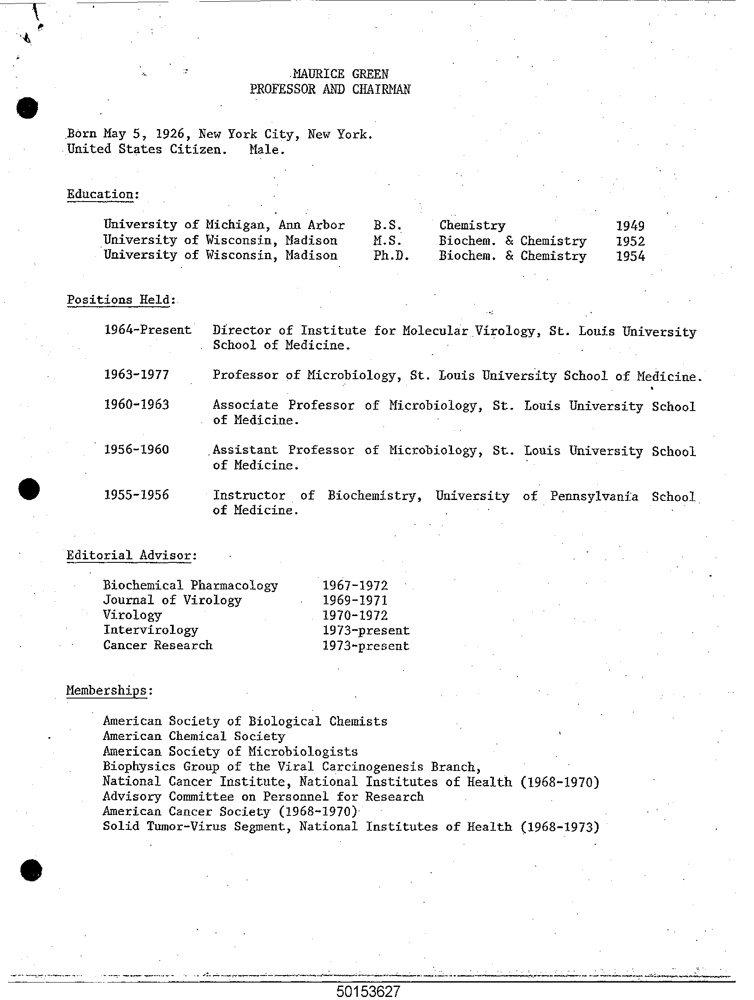 MAURICE GREEN
PROFESSOR AND CHAIRMAN
Born May 5, 1926, New York City, New York.
United States Citizen. Male.
Education:
University of Michigan, Ann Arbor B.S. Chemistry 1949
University of Wisconsin, Madison M.S. Biochem. & Chemistry 1952
University of Wisconsin, Madison Ph.D. Biochem. & Chemistry 1954
Positions Held:
1964-Present Director of Institute for Molecular Virology, St. Louis University
School of Medicine.
1963-1977 Professor of Microbiology, St. Louis University School of Medicine.
1960-1963 Associate Professor of Microbiology, St. Louis University School
of Medicine.
1956-1960 Assistant Professor of Microbiology, St. Louis University School
of Medicine.
1955-1956 Instructor of Biochemistry, University of Pennsylvania School
of Medicine.
Editorial Advisor:
Biochemical Pharmacology 1967-1972
Journal of Virology 1969-1971
Virology 1970-1972
Intervirology 1973-present
Cancer Research 1973-present
Memberships:
American Society of Biological Chemists
American Chemical Society
American Society of Microbiologists
Biophysics Group of the Viral Carcinogenesis Branch,
National Cancer Institute, National Institutes of Health (1968-1970)
Advisory Committee on Personnel for Research
American Cancer Society (1968-1970)
Solid Tumor-Virus Segment, National Institutes of Health (1968-1973)
50153627